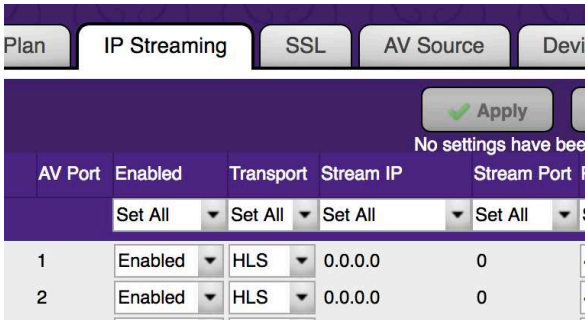 Plan IP Streaming SSL AV Source Devi
Apply
No settings have bee
AV Port Enabled Transport Stream IP Stream Port
Set All Set All Set All Set All
1 Enabled HLS 0.0.0.0 0
2 Enabled HLS 0.0.0.0 0